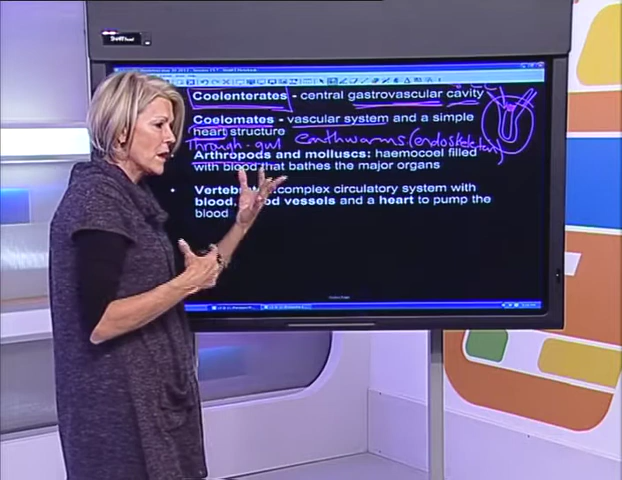 Coelenterates - central gastrovascular cavity
Coelomates - vascular system and a simple
heart structure
Through-gut earthworms (endoskeleton)
Arthropods and molluscs: haemocoel filled
with blood that bathes the major organs
Vertebrates: complex circulatory system with
blood, blood vessels and a heart to pump the
blood